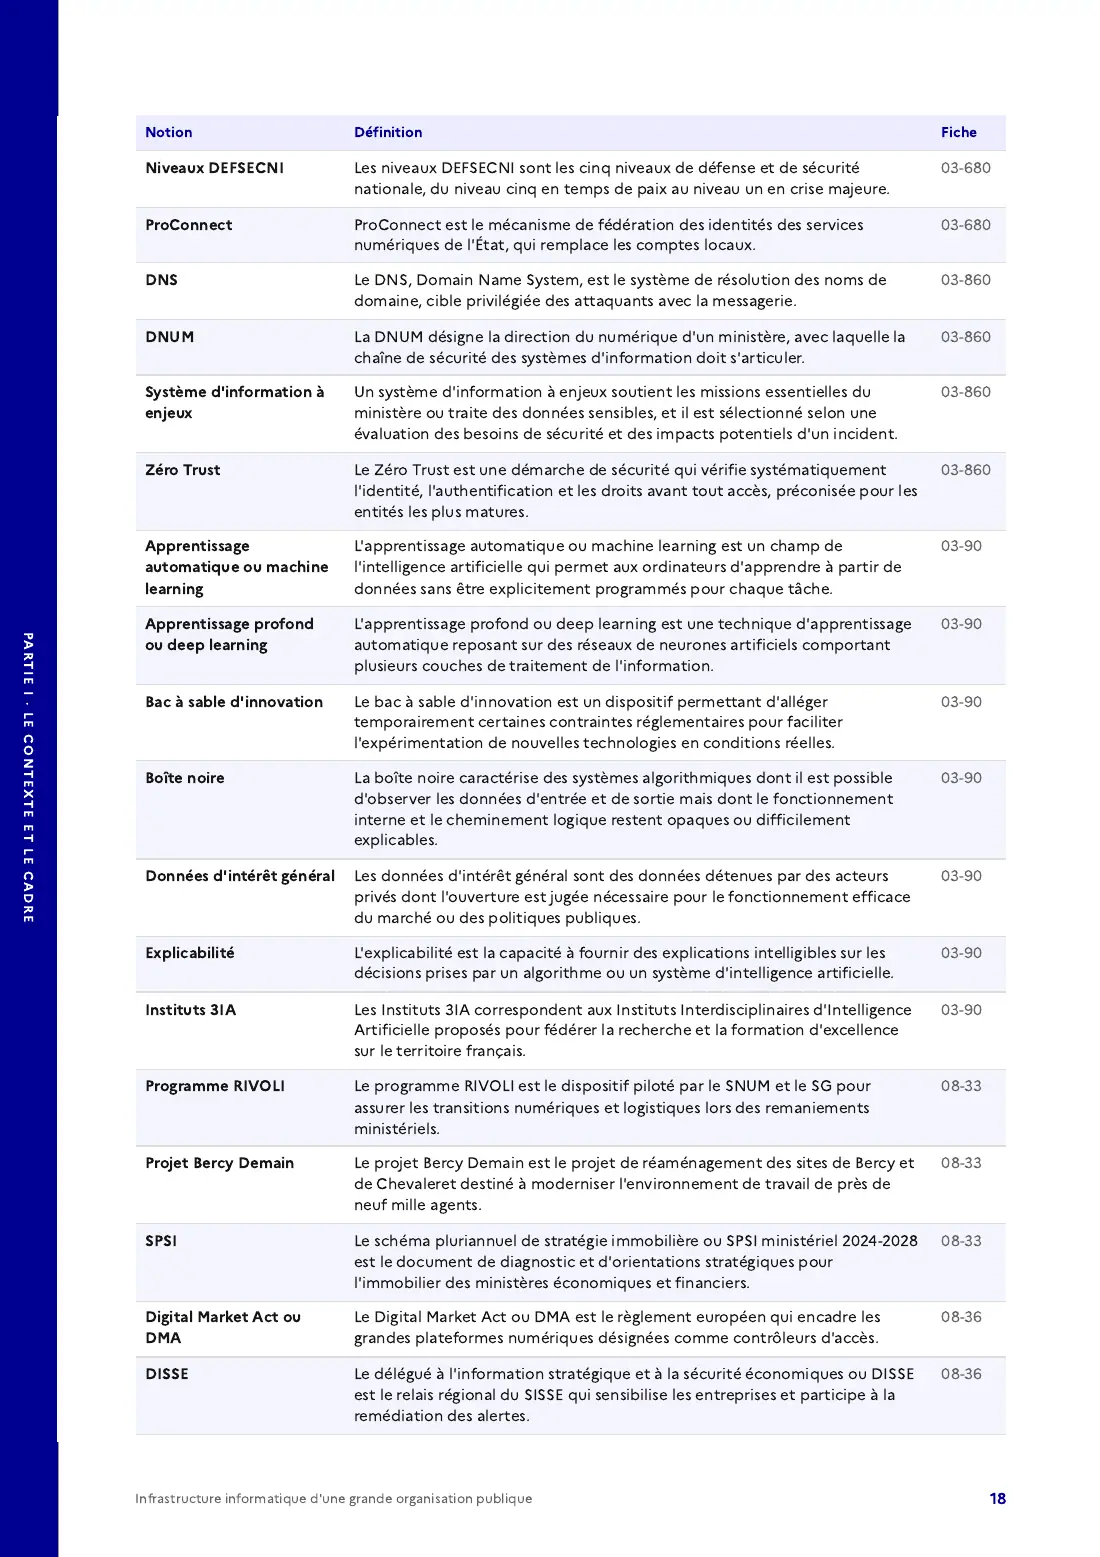 Notion Définition Fiche
Niveaux DEFSECNI Les niveaux DEFSECNI sont les cinq niveaux de défense et de sécurité 03-680
nationale, du niveau cinq en temps de paix au niveau un en crise majeure.
ProConnect ProConnect est le mécanisme de fédération des identités des services 03-680
numériques de l'État, qui remplace les comptes locaux.
DNS Le DNS, Domain Name System, est le système de résolution des noms de 03-860
domaine, cible privilégiée des attaquants avec la messagerie.
DNUM La DNUM désigne la direction du numérique d'un ministère, avec laquelle la 03-860
chaîne de sécurité des systèmes d'information doit s'articuler.
Système d'information à Un système d'information à enjeux soutient les missions essentielles du 03-860
enjeux ministère ou traite des données sensibles, et il est sélectionné selon une
évaluation des besoins de sécurité et des impacts potentiels d'un incident.
Zéro Trust Le Zéro Trust est une démarche de sécurité qui vérifie systématiquement 03-860
l'identité, l'authentification et les droits avant tout accès, préconisée pour les
entités les plus matures.
Apprentissage L'apprentissage automatique ou machine learning est un champ de 03-90
automatique ou machine l'intelligence artificielle qui permet aux ordinateurs d'apprendre à partir de
learning données sans être explicitement programmés pour chaque tâche.
Apprentissage profond L'apprentissage profond ou deep learning est une technique d'apprentissage 03-90
ou deep learning automatique reposant sur des réseaux de neurones artificiels comportant
plusieurs couches de traitement de l'information.
Bac à sable d'innovation Le bac à sable d'innovation est un dispositif permettant d'alléger 03-90
temporairement certaines contraintes réglementaires pour faciliter
l'expérimentation de nouvelles technologies en conditions réelles.
Boîte noire La boîte noire caractérise des systèmes algorithmiques dont il est possible 03-90
d'observer les données d'entrée et de sortie mais dont le fonctionnement
interne et le cheminement logique restent opaques ou difficilement
explicables.
Données d'intérêt général Les données d'intérêt général sont des données détenues par des acteurs 03-90
privés dont l'ouverture est jugée nécessaire pour le fonctionnement efficace
du marché ou des politiques publiques.
Explicabilité L'explicabilité est la capacité à fournir des explications intelligibles sur les 03-90
décisions prises par un algorithme ou un système d'intelligence artificielle.
Instituts 3IA Les Instituts 3IA correspondent aux Instituts Interdisciplinaires d'Intelligence 03-90
Artificielle proposés pour fédérer la recherche et la formation d'excellence
sur le territoire français.
Programme RIVOLI Le programme RIVOLI est le dispositif piloté par le SNUM et le SG pour 08-33
assurer les transitions numériques et logistiques lors des remaniements
ministériels.
Projet Bercy Demain Le projet Bercy Demain est le projet de réaménagement des sites de Bercy et 08-33
de Chevaleret destiné à moderniser l'environnement de travail de près de
neuf mille agents.
SPSI Le schéma pluriannuel de stratégie immobilière ou SPSI ministériel 2024-2028 08-33
est le document de diagnostic et d'orientations stratégiques pour
l'immobilier des ministères économiques et financiers.
Digital Market Act ou Le Digital Market Act ou DMA est le règlement européen qui encadre les 08-36
DMA grandes plateformes numériques désignées comme contrôleurs d'accès.
DISSE Le délégué à l'information stratégique et à la sécurité économiques ou DISSE 08-36
est le relais régional du SISSE qui sensibilise les entreprises et participe à la
remédiation des alertes.
PARTIE I · LE CONTEXTE ET LE CADRE
Infrastructure informatique d'une grande organisation publique 18